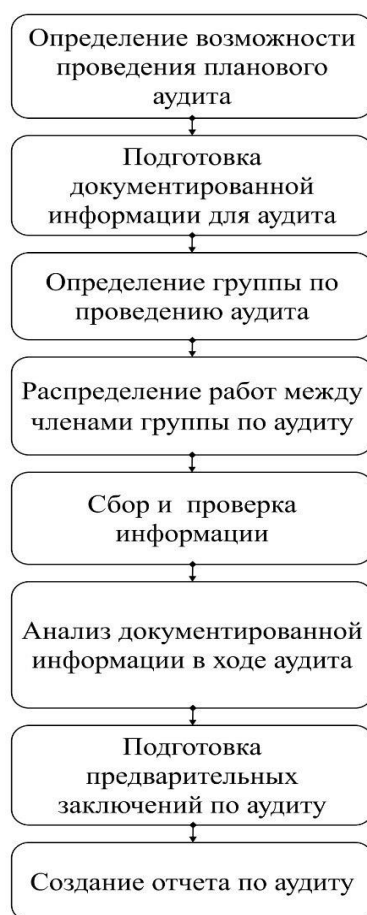 Определение возможности
проведения планового
аудита
Подготовка
документированной
информации для аудита
Определение группы по
проведению аудита
Распределение работ между
членами группы по аудиту
Сбор и  проверка
информации
Анализ документированной
информации в ходе аудита
Подготовка
предварительных
заключений по аудиту
Создание отчета по аудиту